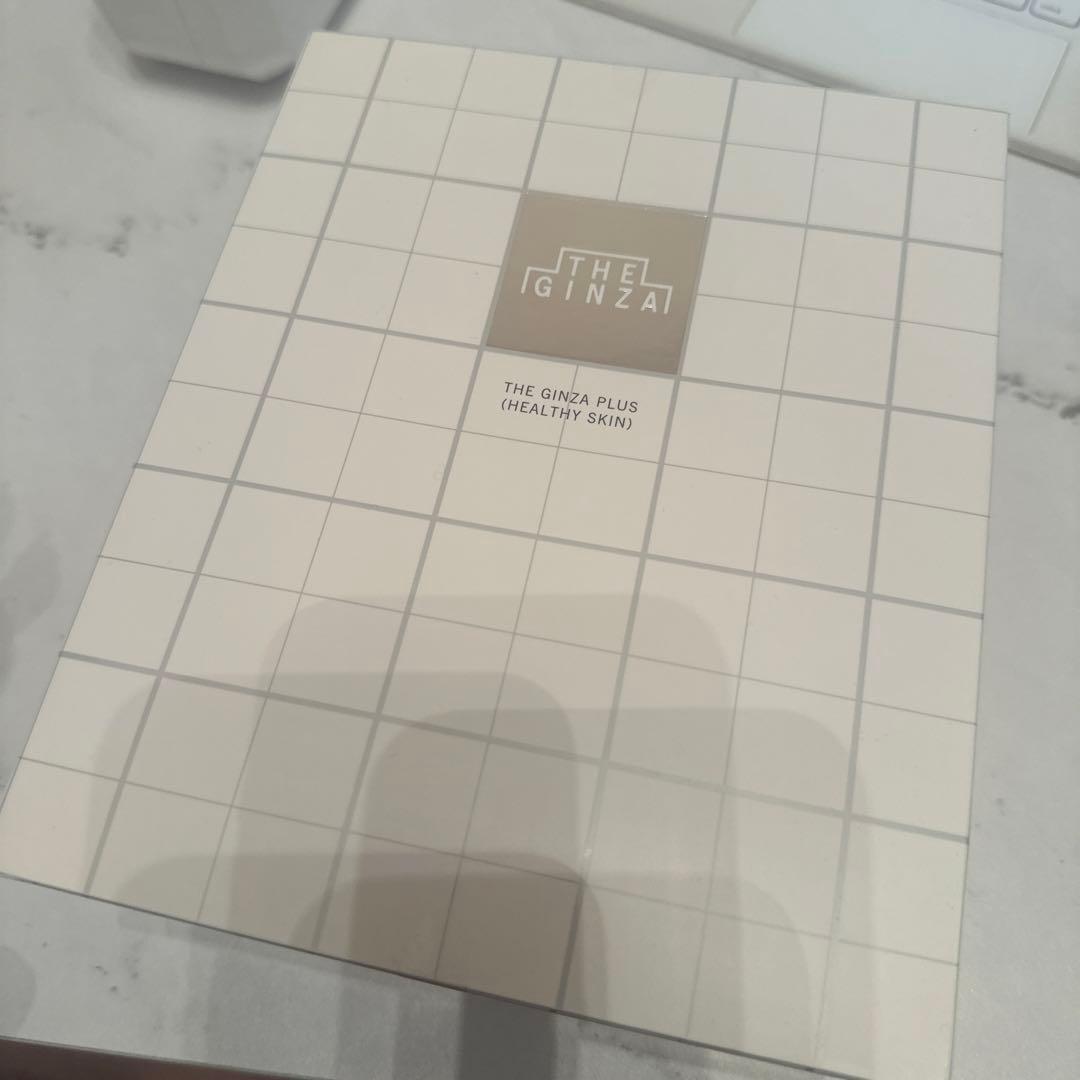 THE
GINZA
THE GINZA PLUS
(HEALTHY SKIN)